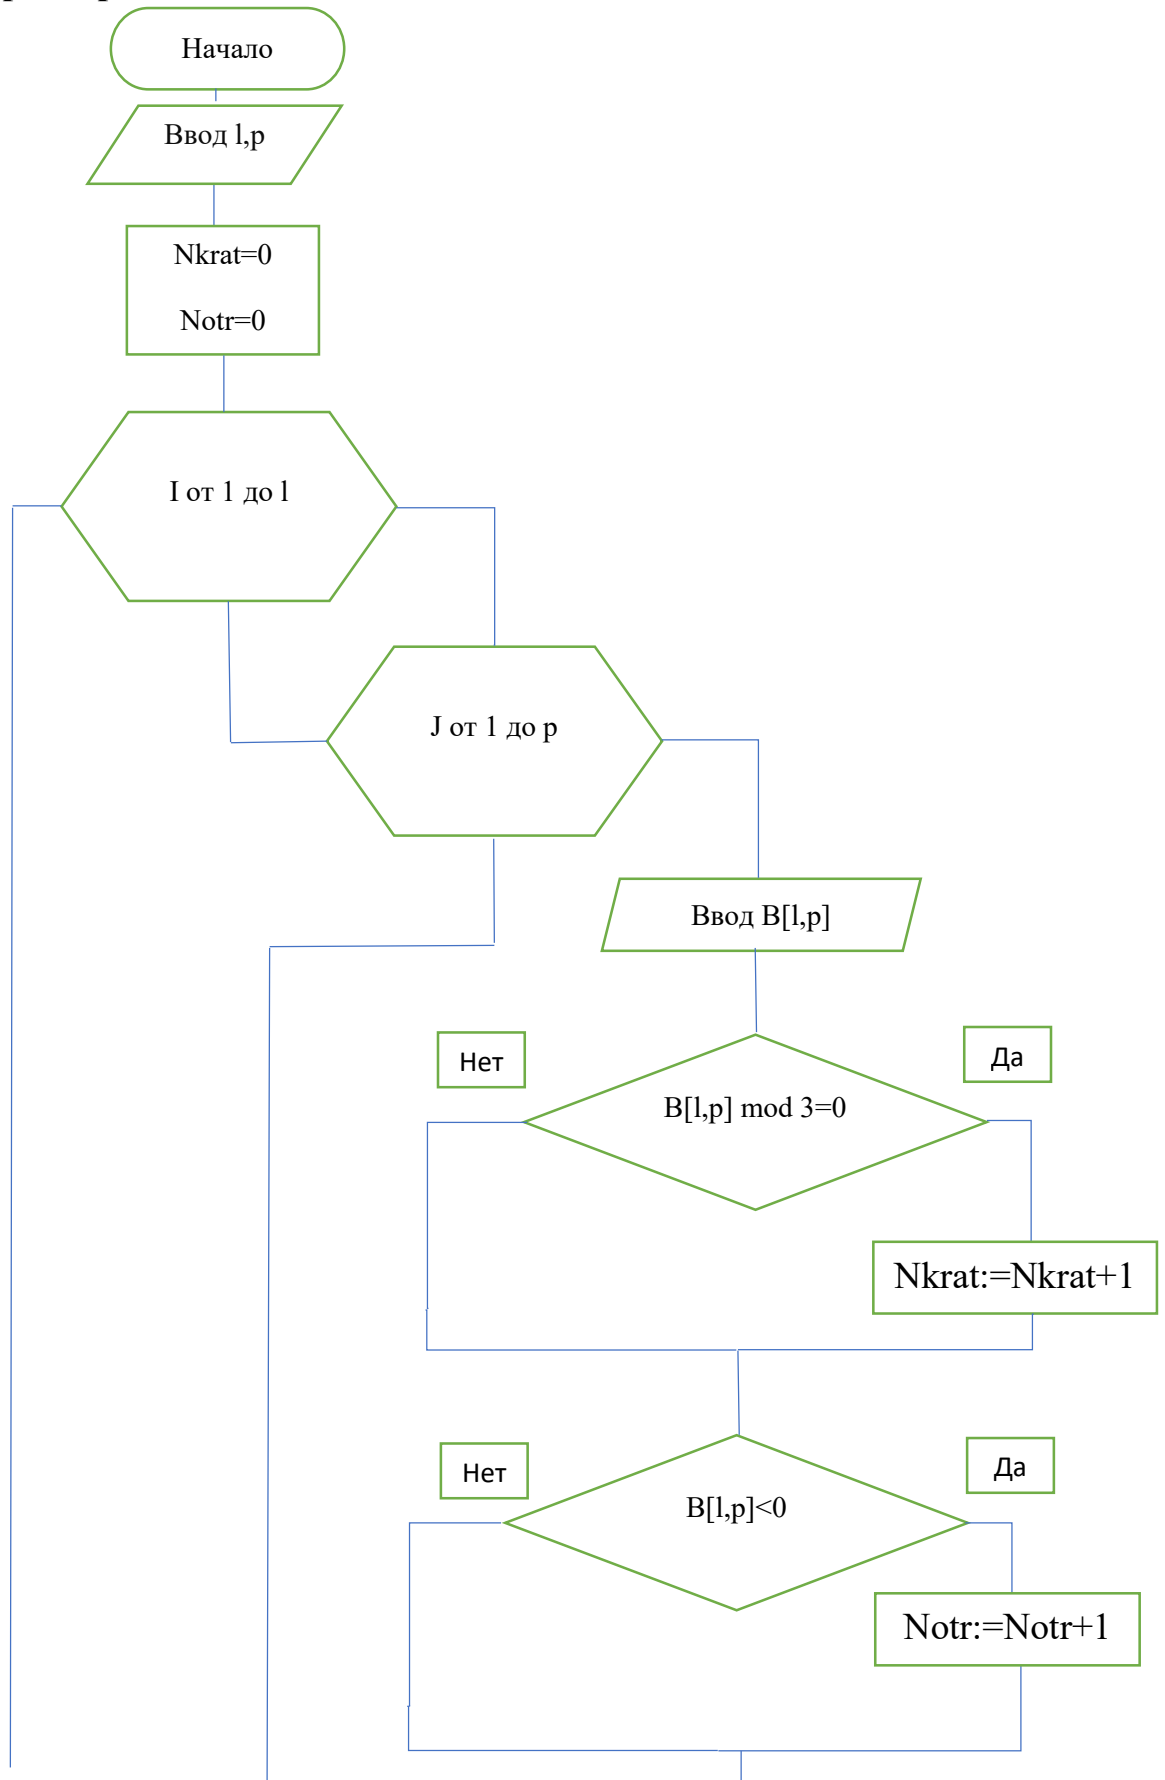 Начало
Ввод l,p
Nkrat=0
Notr=0
I от 1 до l
J от 1 до p
Ввод B[l,p]
Нет
Да
B[l,p] mod 3=0
Nkrat:=Nkrat+1
Нет
Да
B[l,p]<0
Notr:=Notr+1